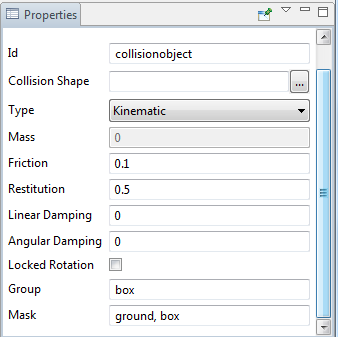 Properties
Id collisionobject
Collision Shape ...
Type Kinematic
Mass 0
Friction 0.1
Restitution 0.5
Linear Damping 0
Angular Damping 0
Locked Rotation
Group box
Mask ground, box